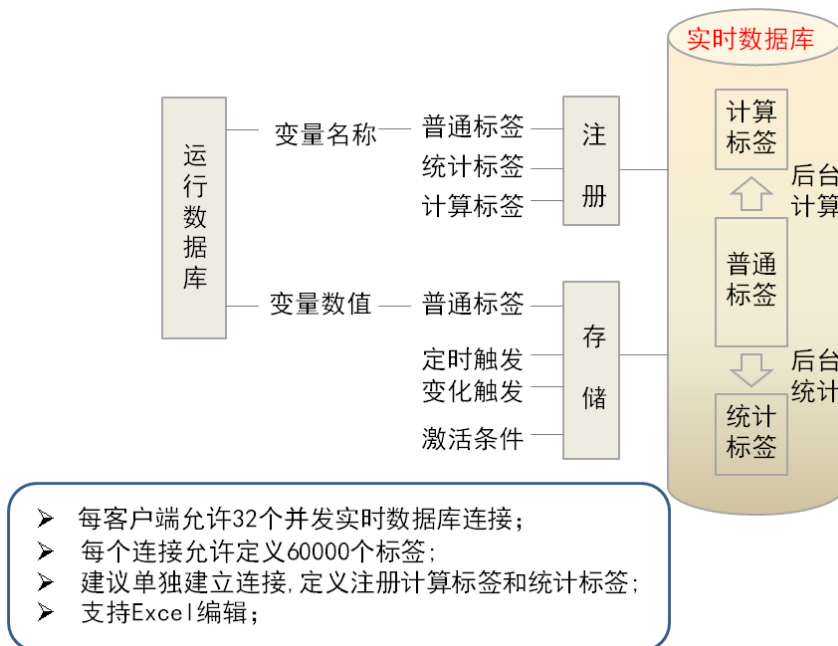 实时数据库
运行数据库
变量名称
普通标签
统计标签
计算标签
注册
变量数值
普通标签
定时触发
变化触发
激活条件
存储
计算
标签
后台
计算
普通
标签
后台
统计
统计
标签
每客户端允许32个并发实时数据库连接;
每个连接允许定义60000个标签;
建议单独建立连接,定义注册计算标签和统计标签;
支持Excel编辑;